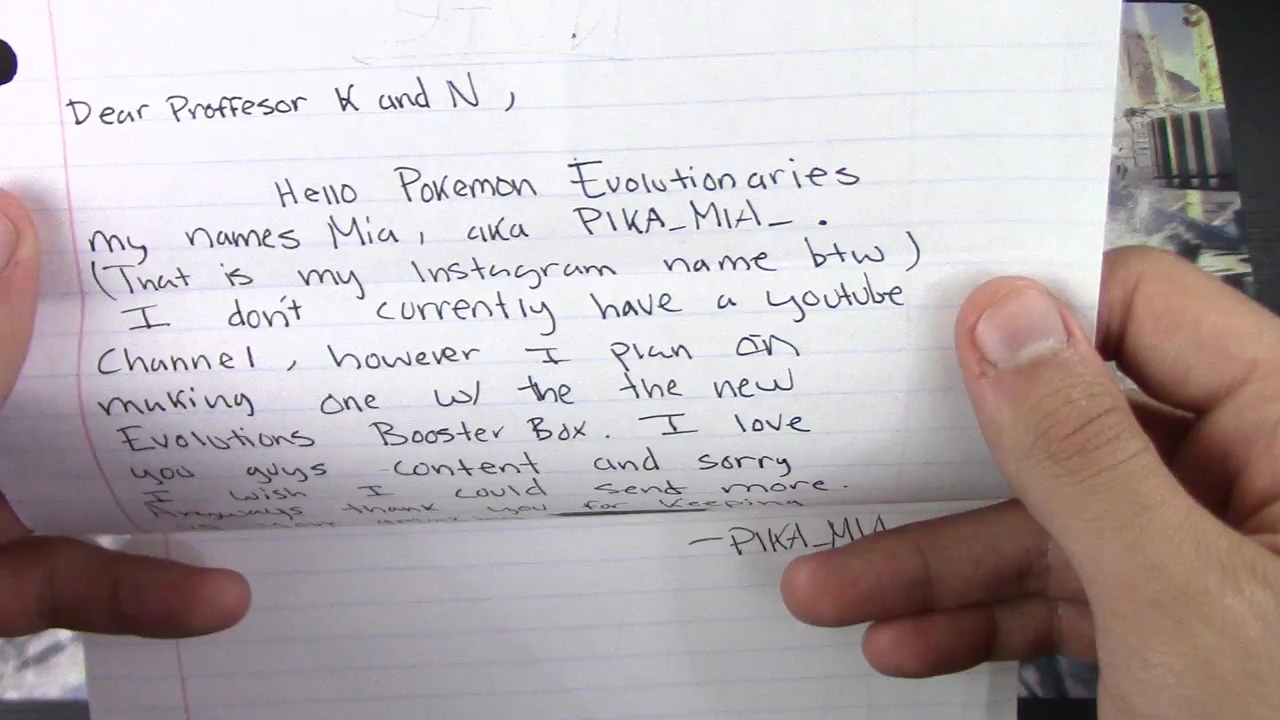 Dear Proffesor K and N,
Hello Pokemon Evolutionaries
my names Mia, aka PIKA_MIA_.
(That is my Instagram name btw)
I don't currently have a youtube
Channel, however I plan on
making one w/ the the new
Evolutions Booster Box. I love
you guys content and sorry
I wish I could send more.
Anyways thank you for keeping
-PIKA_MIA